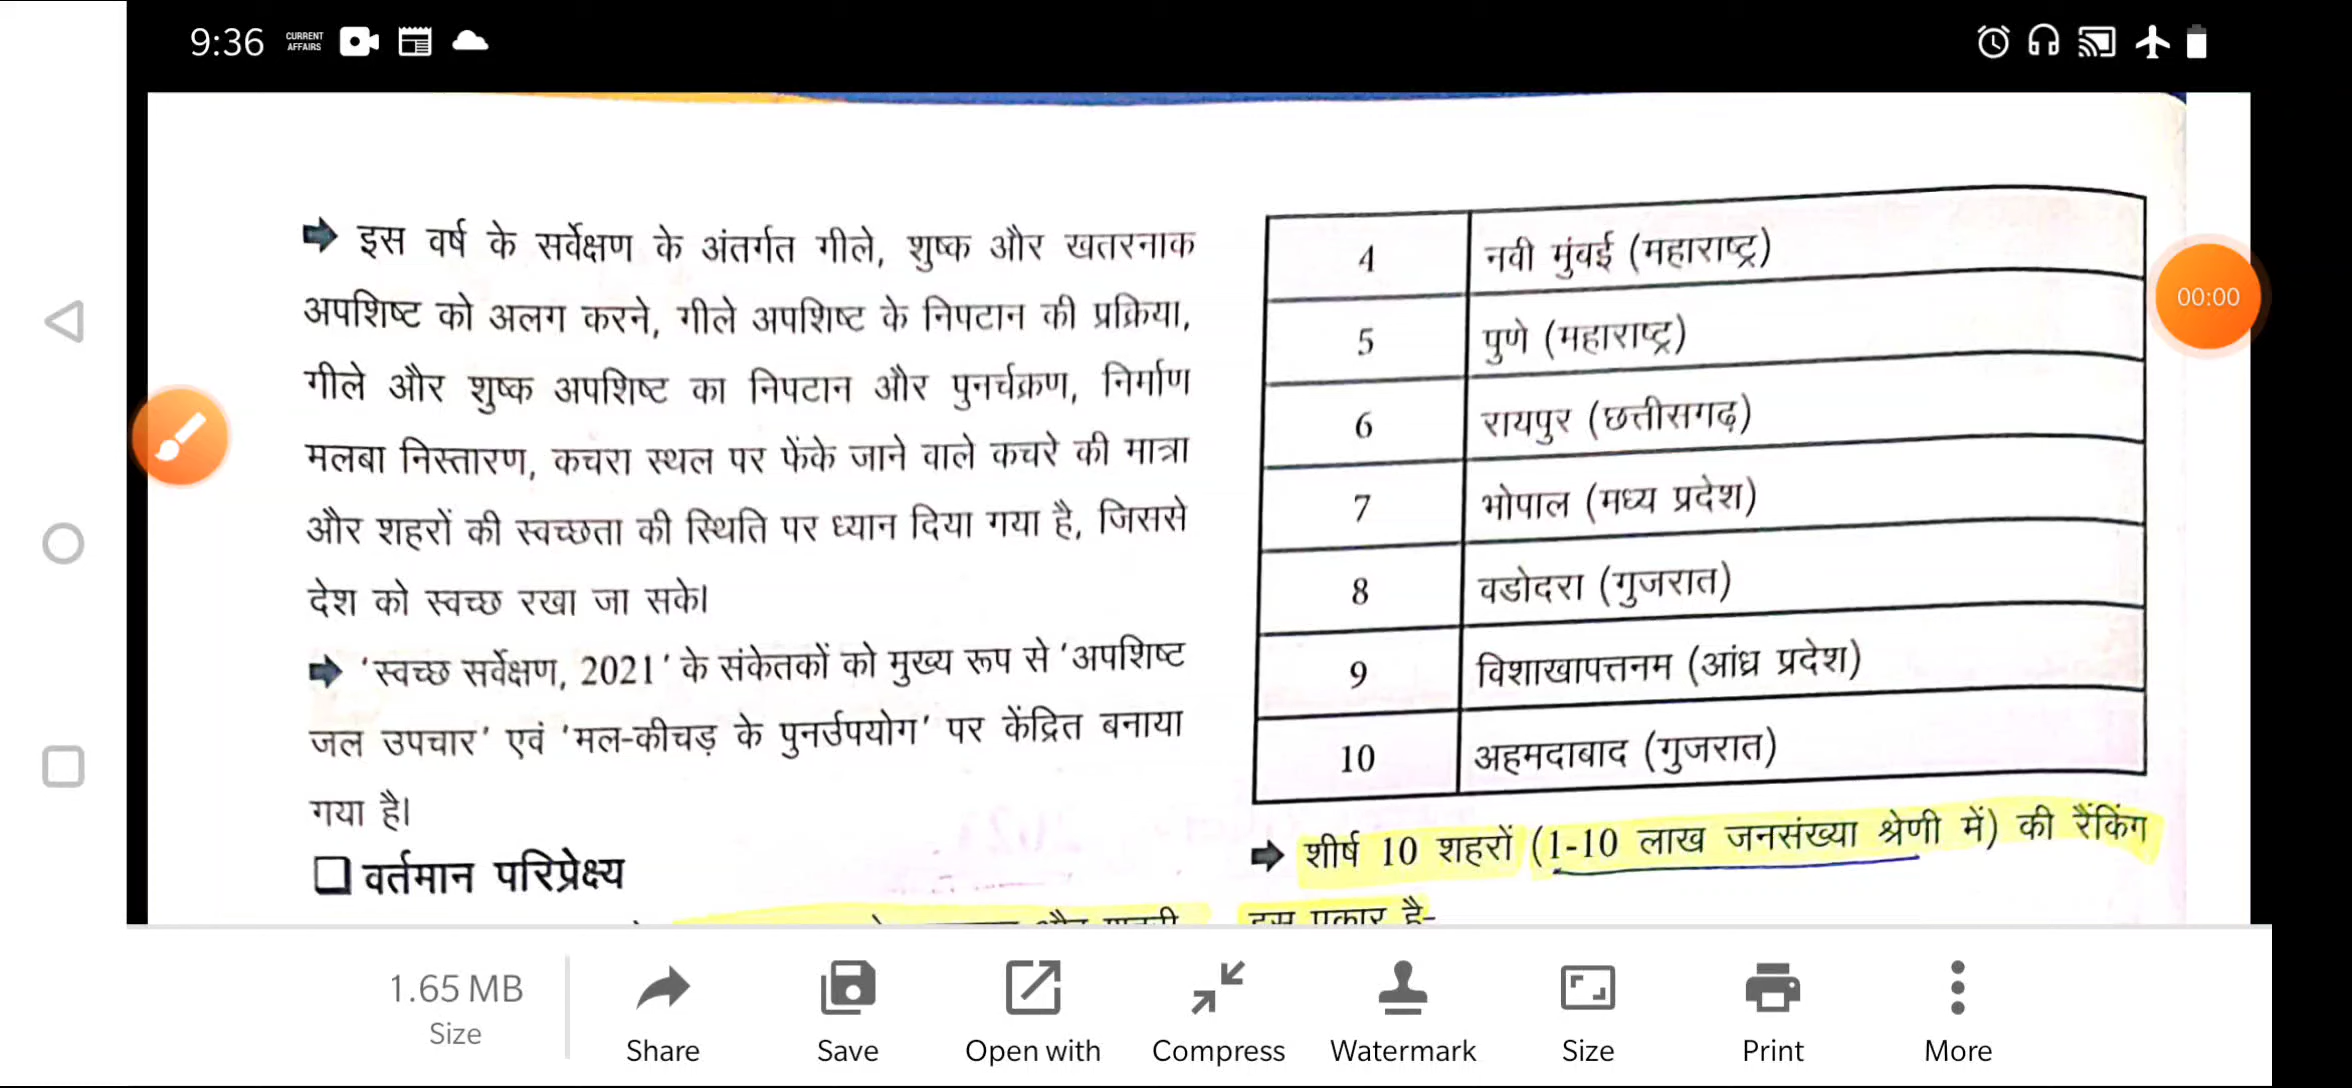 9:36 CURRENT AFFAIRS
➡ इस वर्ष के सर्वेक्षण के अंतर्गत गीले, शुष्क और खतरनाक
अपशिष्ट को अलग करने, गीले अपशिष्ट के निपटान की प्रक्रिया,
गीले और शुष्क अपशिष्ट का निपटान और पुनर्चक्रण, निर्माण
मलबा निस्तारण, कचरा स्थल पर फेंके जाने वाले कचरे की मात्रा
और शहरों की स्वच्छता की स्थिति पर ध्यान दिया गया है, जिससे
देश को स्वच्छ रखा जा सके।
➡ 'स्वच्छ सर्वेक्षण, 2021' के संकेतकों को मुख्य रूप से 'अपशिष्ट
जल उपचार' एवं 'मल-कीचड़ के पुनर्उपयोग' पर केंद्रित बनाया
गया है।
❑ वर्तमान परिप्रेक्ष्य
4 नवी मुंबई (महाराष्ट्र)
5 पुणे (महाराष्ट्र)
6 रायपुर (छत्तीसगढ़)
7 भोपाल (मध्य प्रदेश)
8 वडोदरा (गुजरात)
9 विशाखापत्तनम (आंध्र प्रदेश)
10 अहमदाबाद (गुजरात)
➡ शीर्ष 10 शहरों (1-10 लाख जनसंख्या श्रेणी में) की रैंकिंग
इस प्रकार है-
00:00
1.65 MB
Size
Share
Save
Open with
Compress
Watermark
Size
Print
More